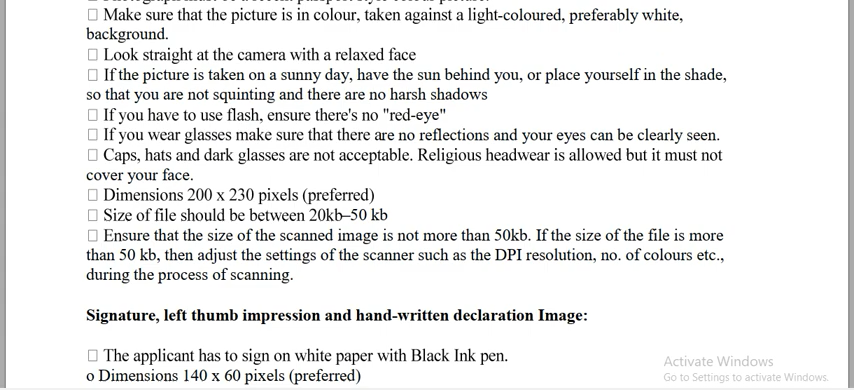 □ Make sure that the picture is in colour, taken against a light-coloured, preferably white,
background.
□ Look straight at the camera with a relaxed face
□ If the picture is taken on a sunny day, have the sun behind you, or place yourself in the shade,
so that you are not squinting and there are no harsh shadows
□ If you have to use flash, ensure there's no "red-eye"
□ If you wear glasses make sure that there are no reflections and your eyes can be clearly seen.
□ Caps, hats and dark glasses are not acceptable. Religious headwear is allowed but it must not
cover your face.
□ Dimensions 200 x 230 pixels (preferred)
□ Size of file should be between 20kb–50 kb
□ Ensure that the size of the scanned image is not more than 50kb. If the size of the file is more
than 50 kb, then adjust the settings of the scanner such as the DPI resolution, no. of colours etc.,
during the process of scanning.
Signature, left thumb impression and hand-written declaration Image:
□ The applicant has to sign on white paper with Black Ink pen.
o Dimensions 140 x 60 pixels (preferred)
Activate Windows
Go to Settings to activate Windows.